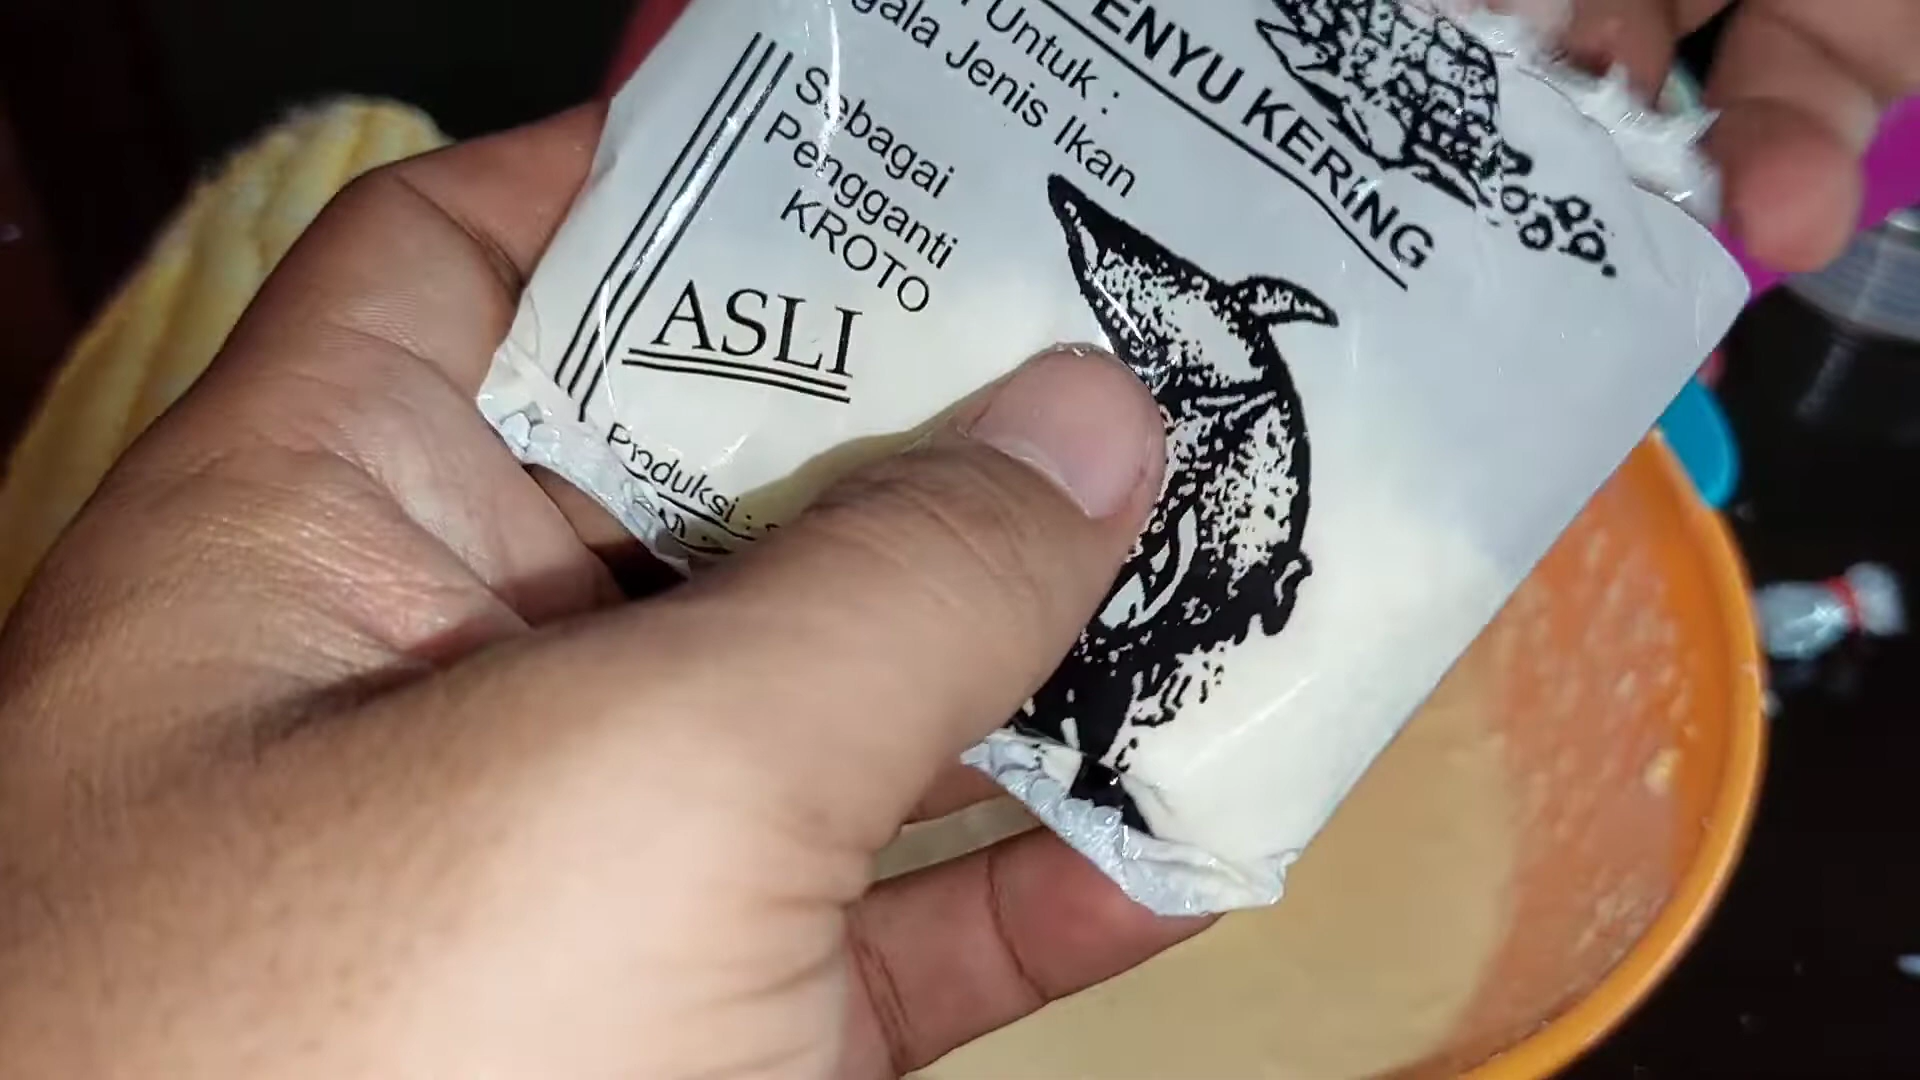 ENYU KERING
Untuk :
gala Jenis Ikan
Sebagai
Pengganti
KROTO
ASLI
Produksi :